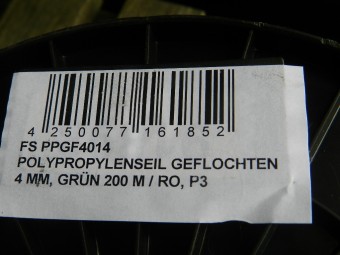 4 250077 161852
FS PPGF4014
POLYPROPYLENSEIL GEFLOCHTEN
4 MM, GRÜN 200 M / RO, P3